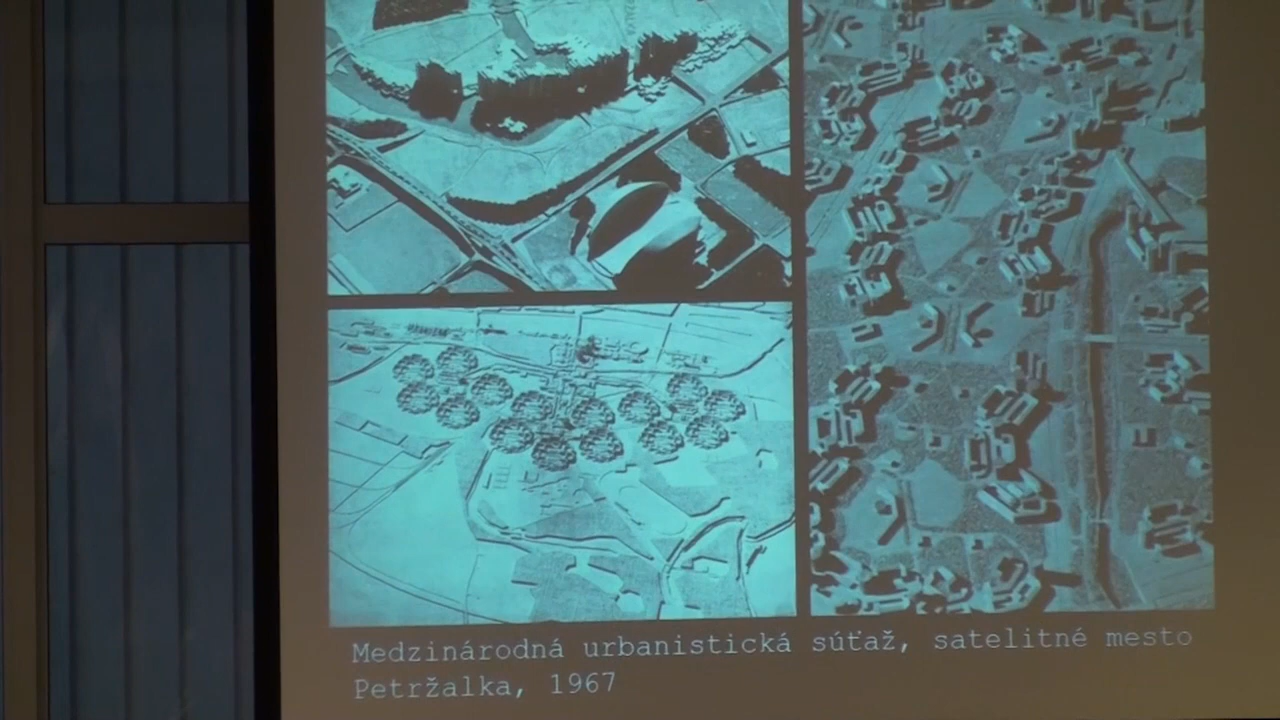 Medzinárodná urbanistická súťaž, satelitné mesto
Petržalka, 1967